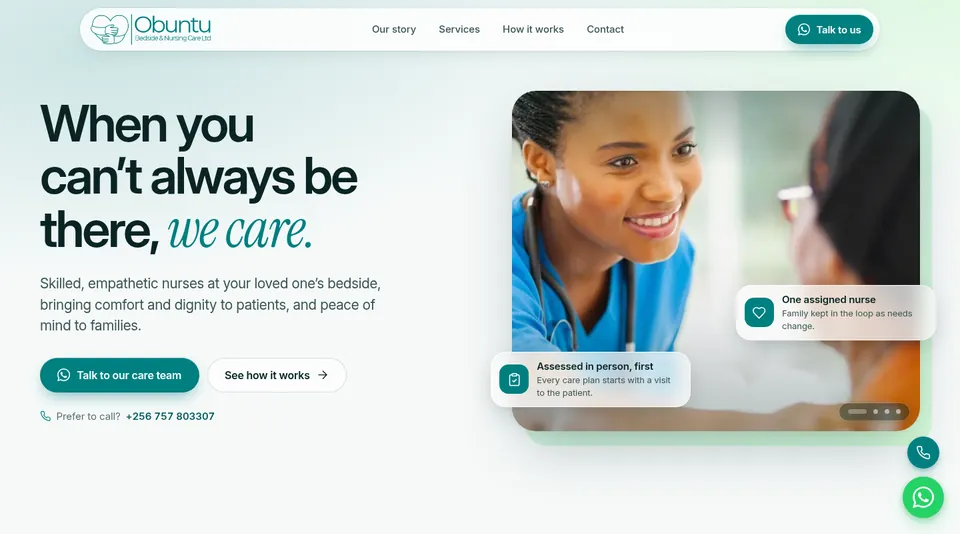 Obuntu
Bedside & Nursing Care Ltd
Our story
Services
How it works
Contact
Talk to us
When you
can’t always be
there, we care.
Skilled, empathetic nurses at your loved one’s bedside,
bringing comfort and dignity to patients, and peace of
mind to families.
Talk to our care team
See how it works
Prefer to call? +256 757 803307
One assigned nurse
Family kept in the loop as needs
change.
Assessed in person, first
Every care plan starts with a visit
to the patient.